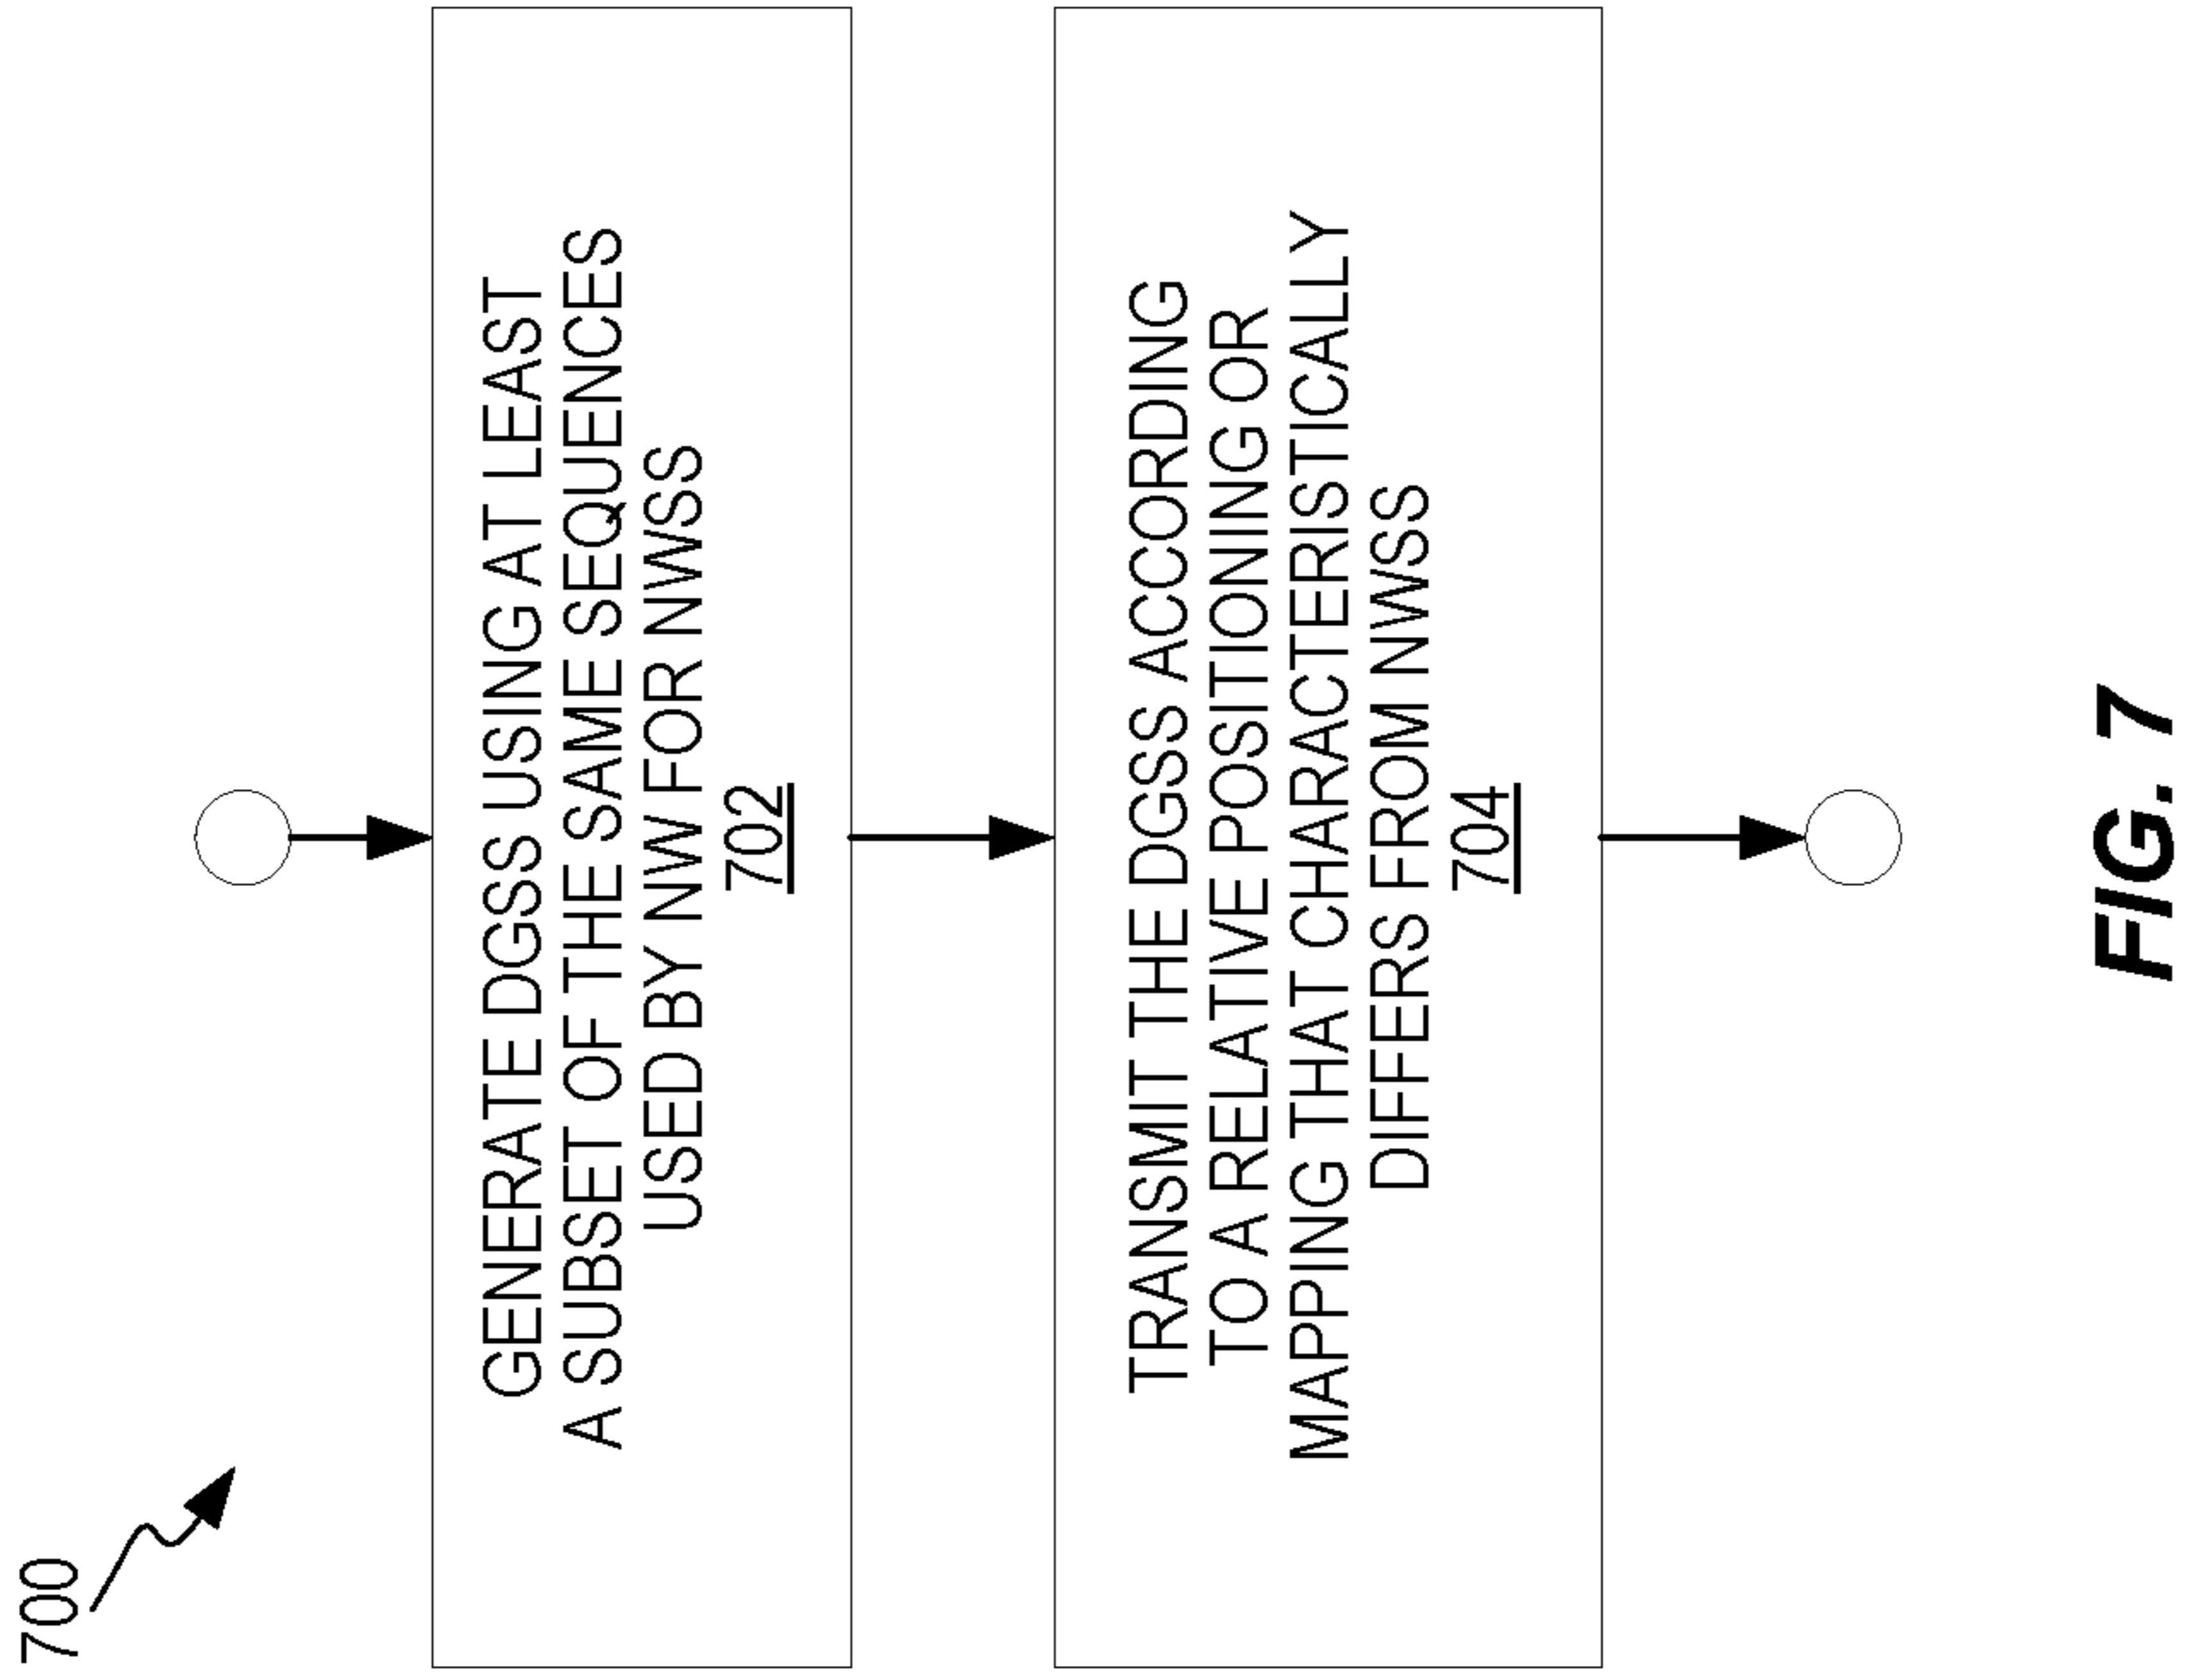 700
GENERATE DGSS USING AT LEAST
A SUBSET OF THE SAME SEQUENCES
USED BY NW FOR NWSS
702
TRANSMIT THE DGSS ACCORDING
TO A RELATIVE POSITIONING OR
MAPPING THAT CHARACTERISTICALLY
DIFFERS FROM NWSS
704
FIG. 7